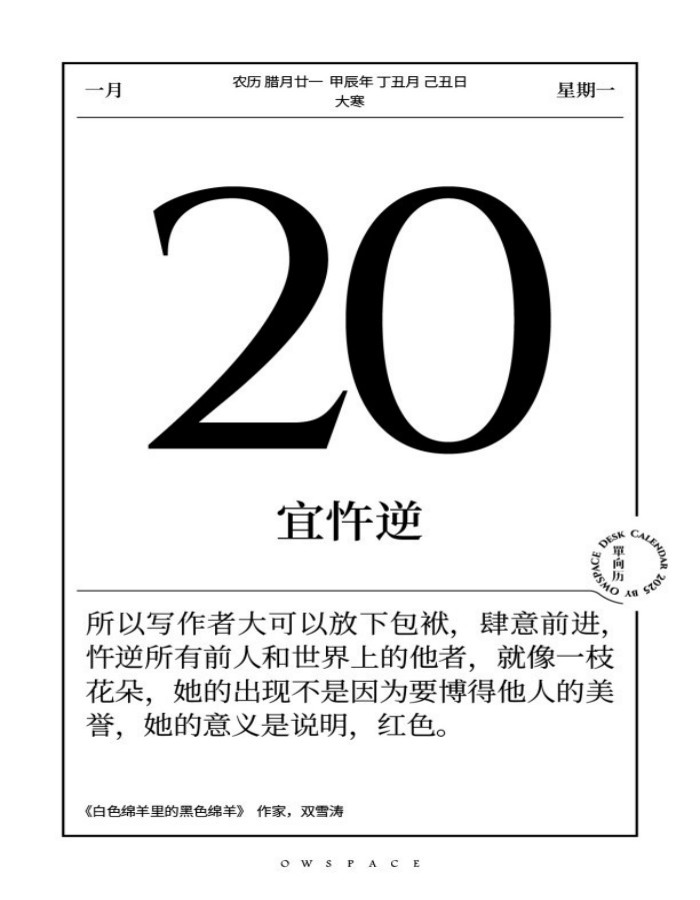 一月
农历 腊月廿一 甲辰年 丁丑月 己丑日
大寒
星期一
20
宜忤逆
OWSPACE DESK CALENDAR 2025 BY
單向历
所以写作者大可以放下包袱，肆意前进，
忤逆所有前人和世界上的他者，就像一枝
花朵，她的出现不是因为要博得他人的美
誉，她的意义是说明，红色。
《白色绵羊里的黑色绵羊》 作家，双雪涛
OWSPACE